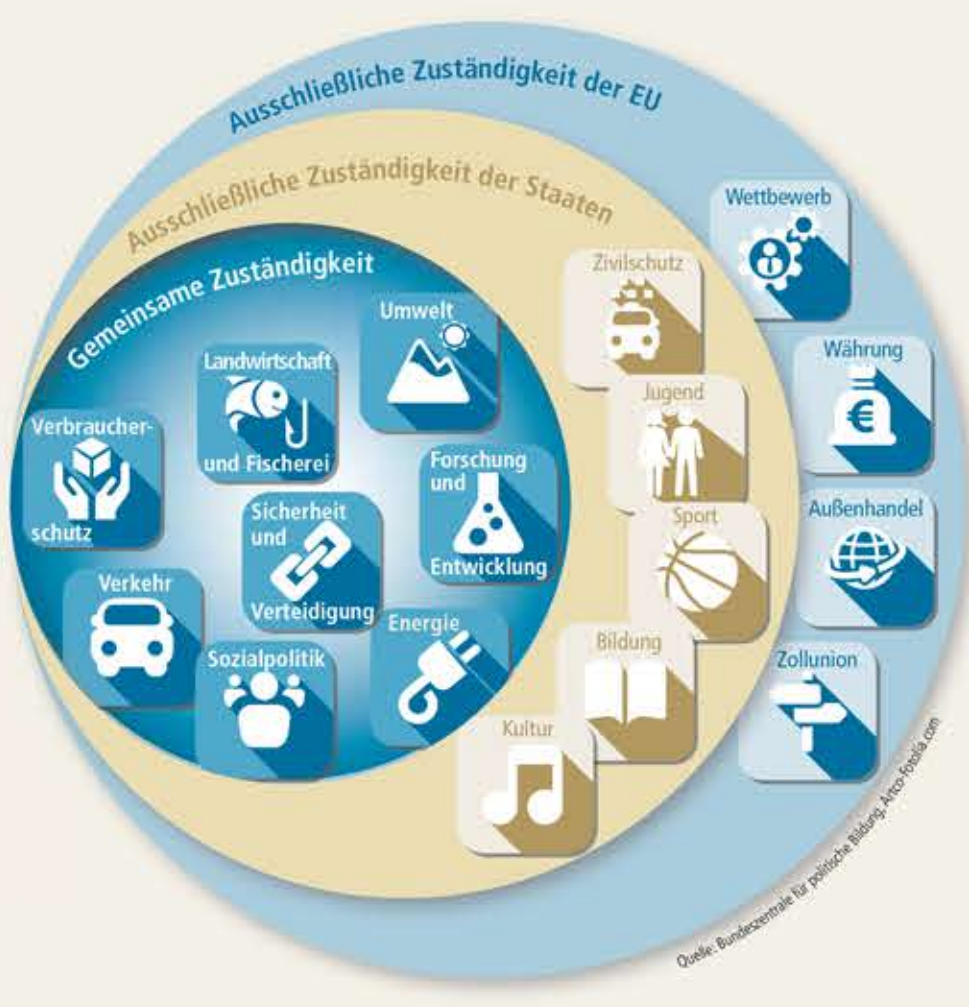 Ausschließliche Zuständigkeit der EU
Ausschließliche Zuständigkeit der Staaten
Gemeinsame Zuständigkeit
Wettbewerb
Währung
Außenhandel
Zollunion
Zivilschutz
Jugend
Sport
Bildung
Kultur
Umwelt
Landwirtschaft
und Fischerei
Verbraucher-
schutz
Forschung
und
Entwicklung
Sicherheit
und
Verteidigung
Verkehr
Sozialpolitik
Energie
Quelle: Bundeszentrale für politische Bildung, Artco-Fotolia.com